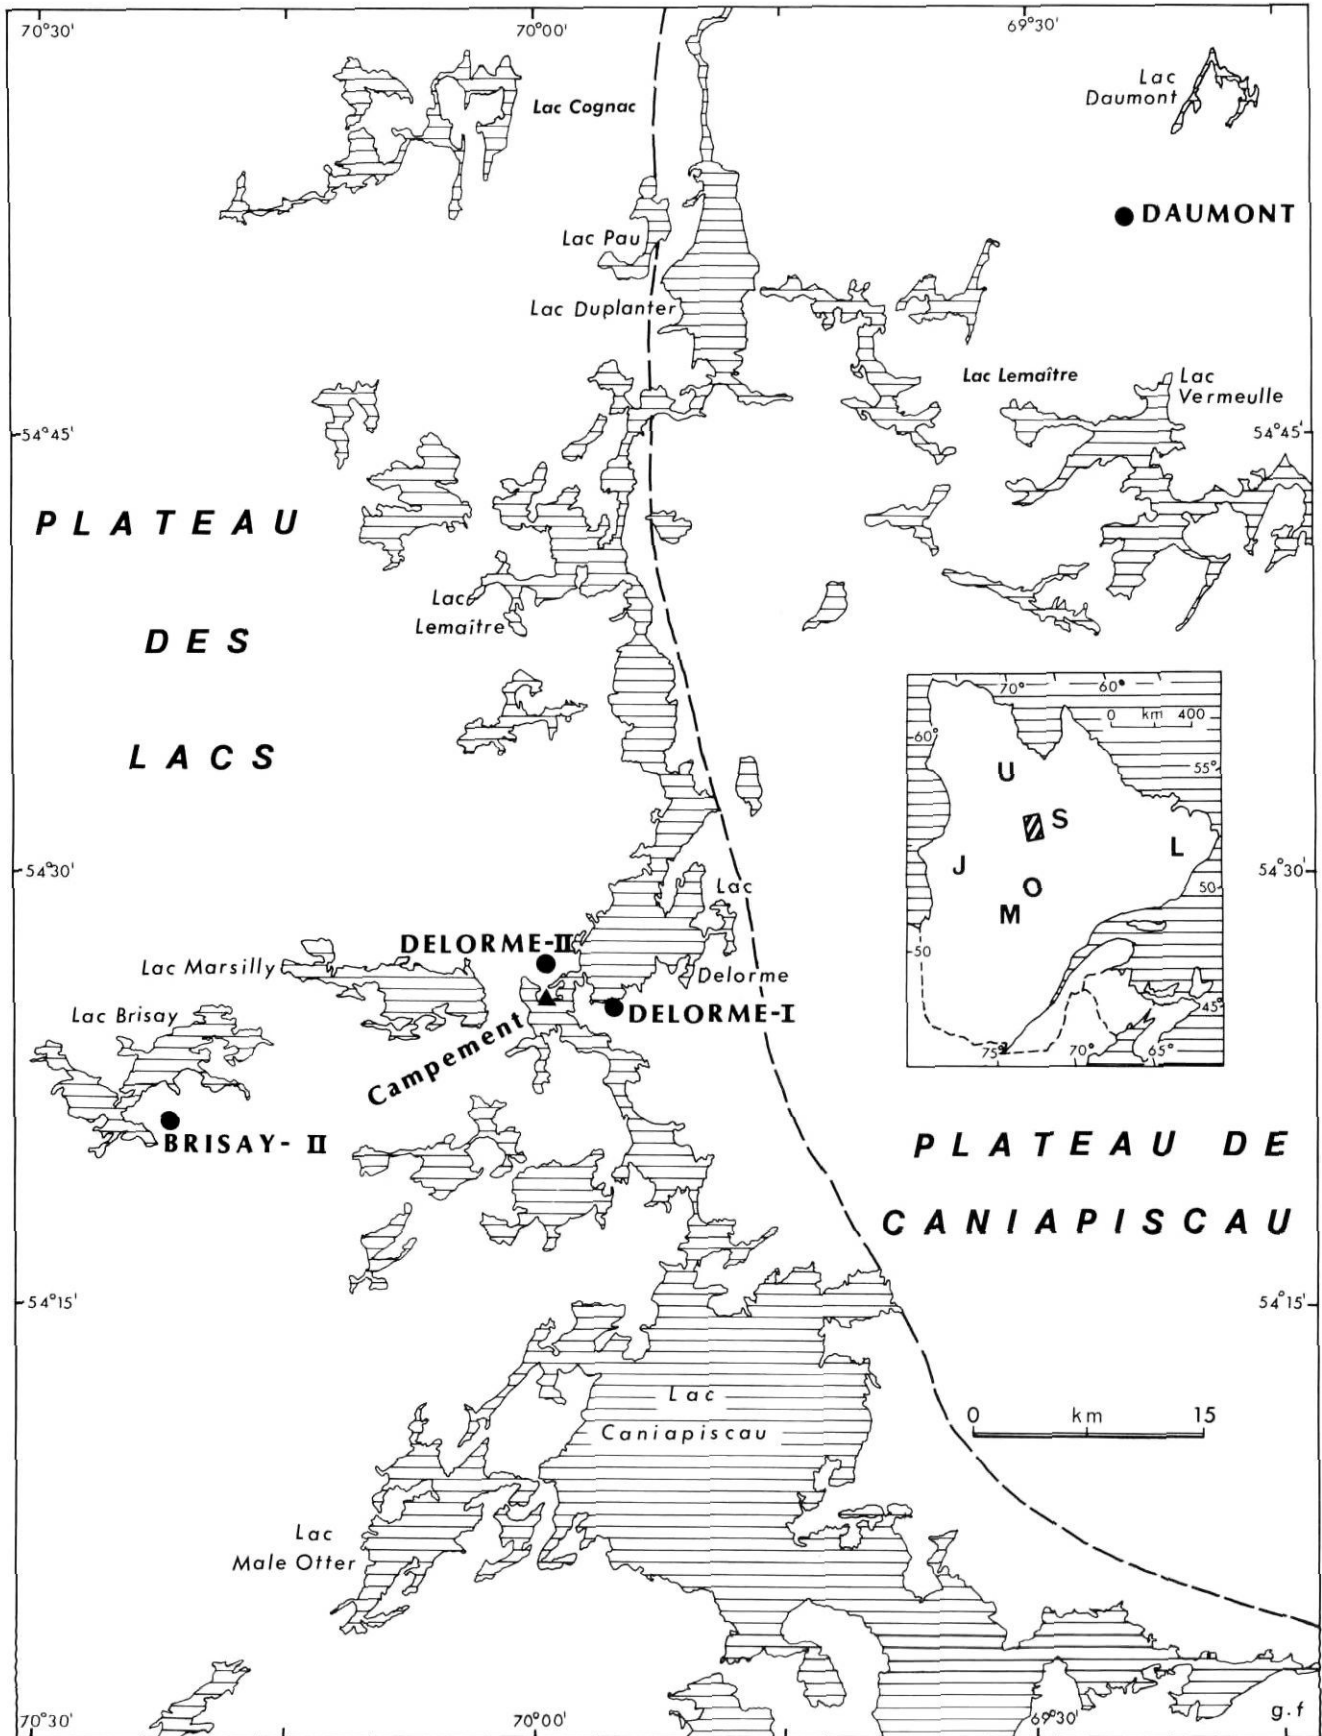 70°30'
70°00'
69°30'
Lac Cognac
Lac
Daumont
DAUMONT
Lac Pau
Lac Duplanter
Lac Lemaître
Lac
Vermeulle
54°45'
54°45'
PLATEAU
DES
LACS
Lac
Lemaître
70°
60°
0 km 400
60°
55°
U
S
J
L
O
M
50
50
45°
75°
70°
65°
54°30'
54°30'
Lac
Delorme
DELORME-II
Lac Marsilly
DELORME-I
Lac Brisay
Campement
BRISAY-II
PLATEAU DE
CANIAPISCAU
54°15'
54°15'
Lac
Caniapiscau
0 km 15
Lac
Male Otter
70°30'
70°00'
69°30'
g.f